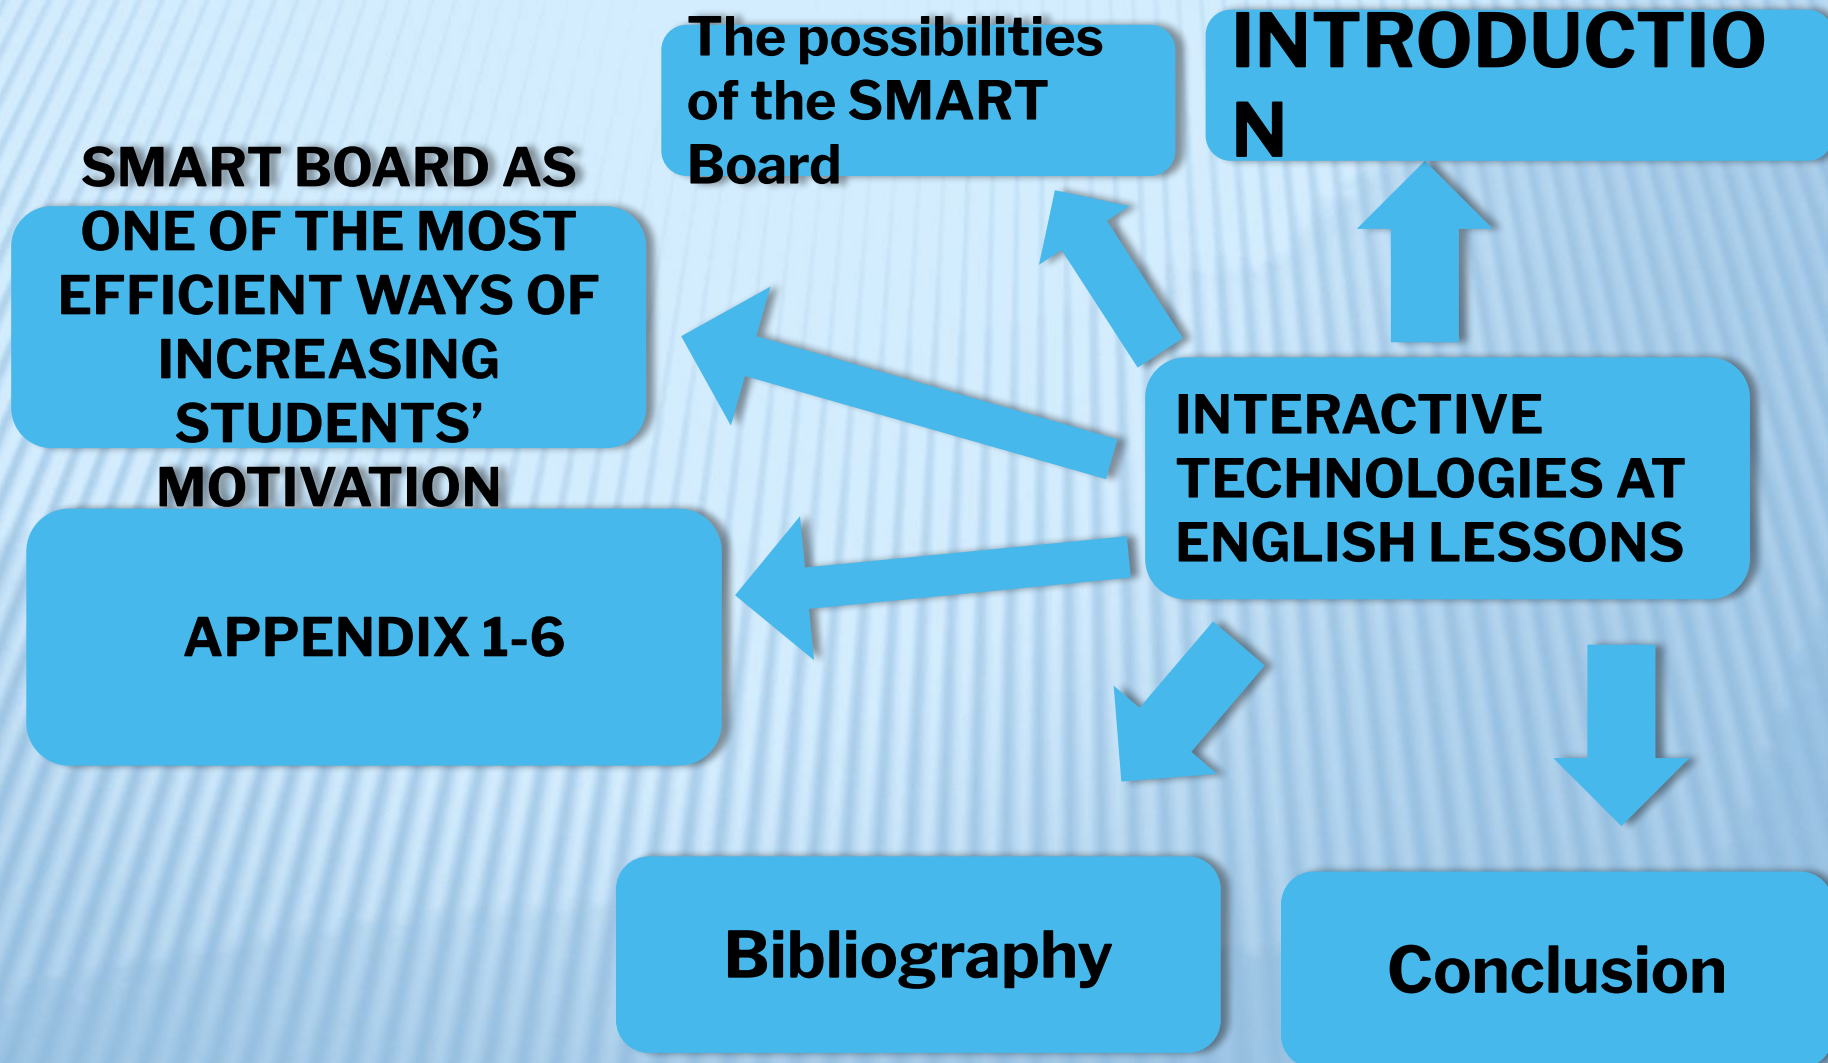 The possibilities
of the SMART
Board
INTRODUCTIO
N
SMART BOARD AS
ONE OF THE MOST
EFFICIENT WAYS OF
INCREASING
STUDENTS’
MOTIVATION
INTERACTIVE
TECHNOLOGIES AT
ENGLISH LESSONS
APPENDIX 1-6
Bibliography
Conclusion